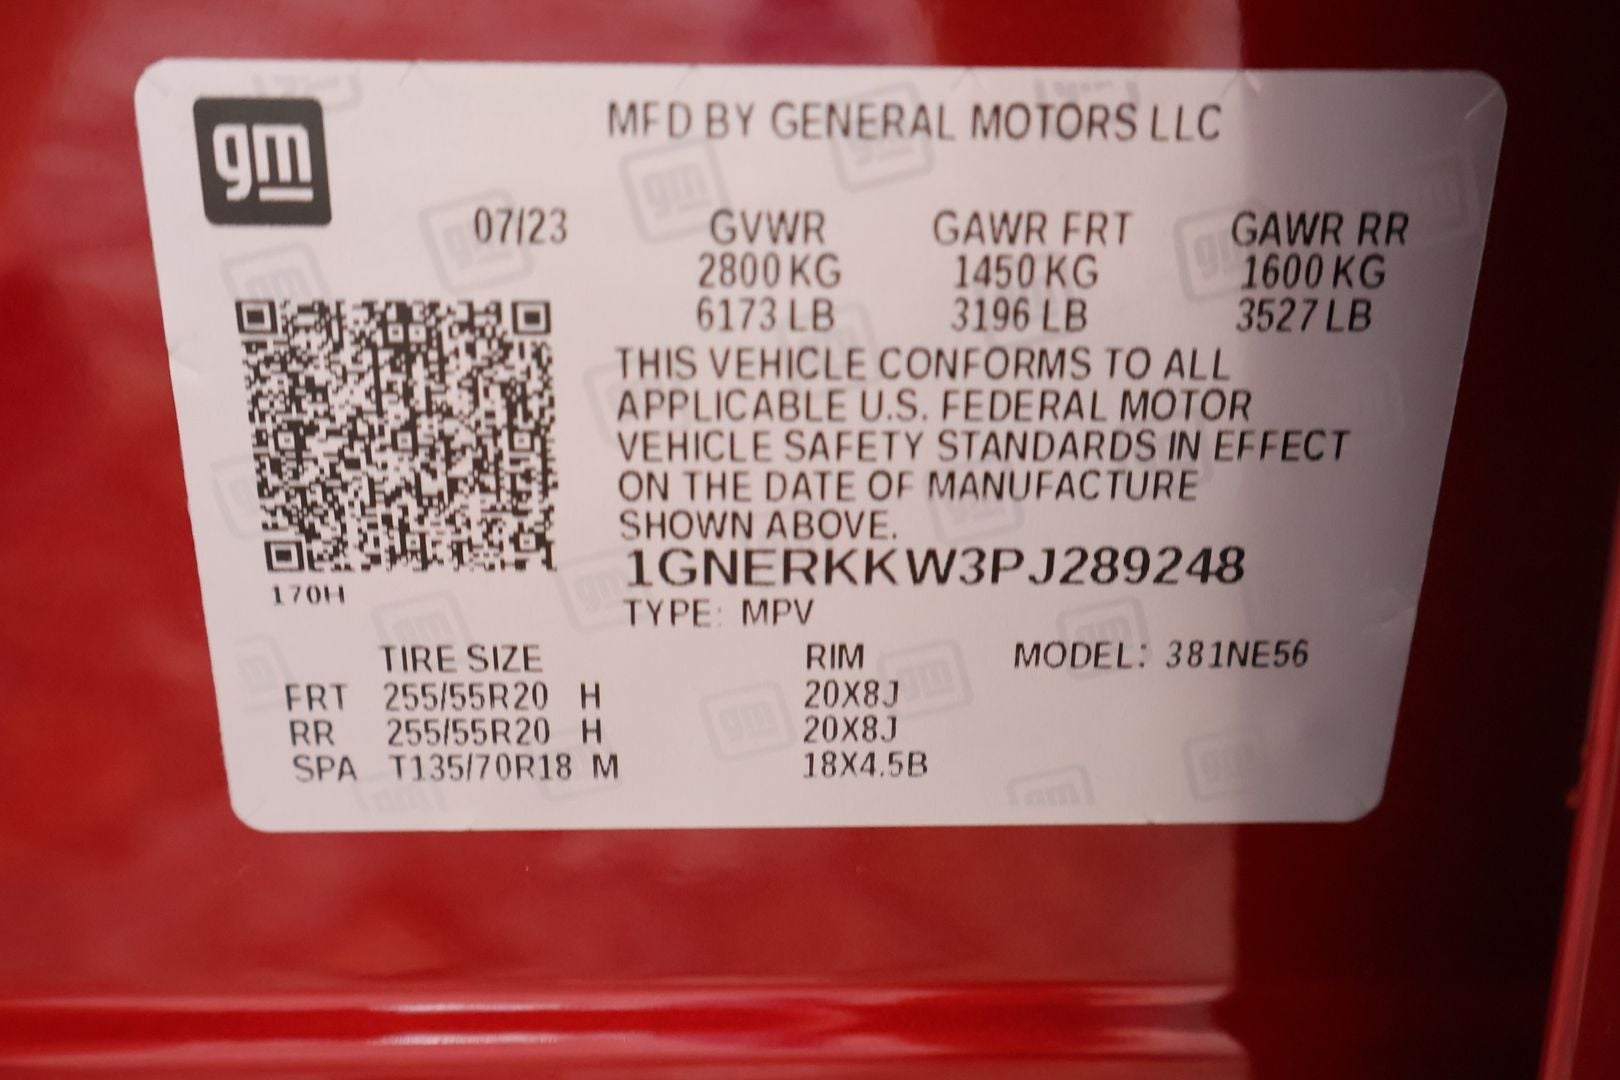 gm
MFD BY GENERAL MOTORS LLC
07/23 GVWR GAWR FRT GAWR RR
2800 KG 1450 KG 1600 KG
6173 LB 3196 LB 3527 LB
THIS VEHICLE CONFORMS TO ALL
APPLICABLE U.S. FEDERAL MOTOR
VEHICLE SAFETY STANDARDS IN EFFECT
ON THE DATE OF MANUFACTURE
SHOWN ABOVE.
1GNERKKW3PJ289248
170H
TYPE: MPV
TIRE SIZE RIM MODEL: 381NE56
FRT 255/55R20 H 20X8J
RR 255/55R20 H 20X8J
SPA T135/70R18 M 18X4.5B